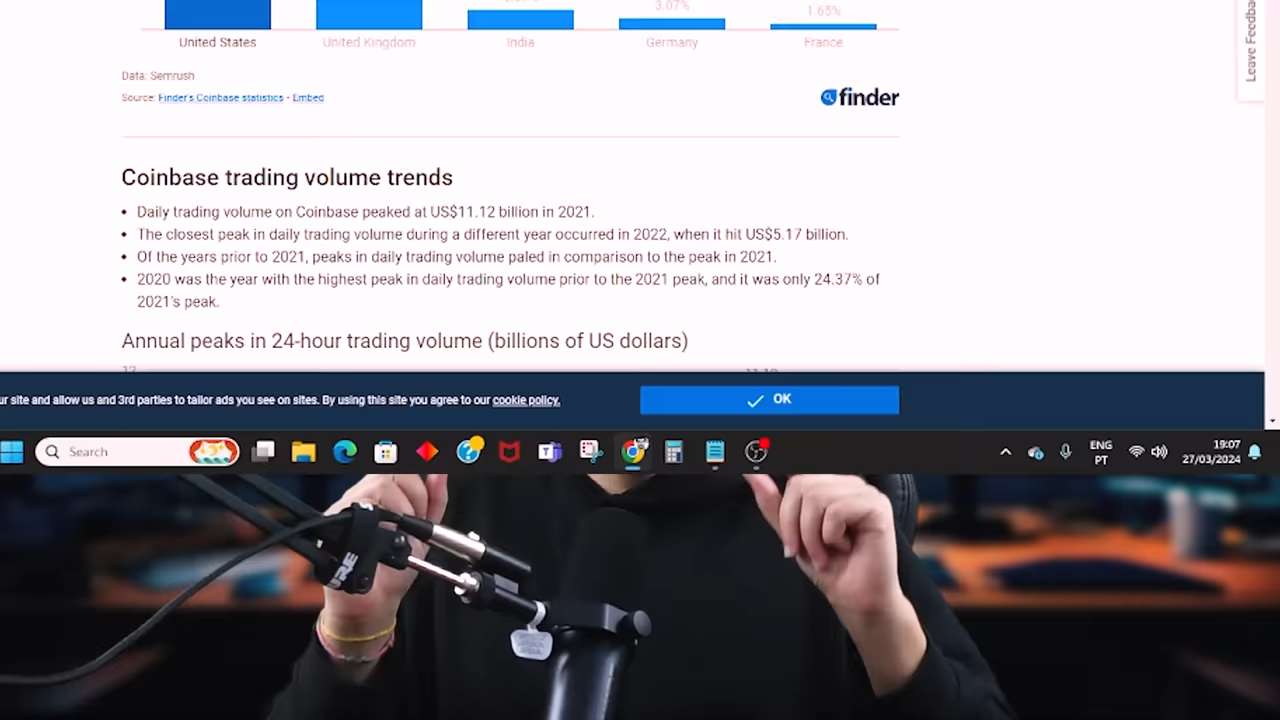 3.07%
1.65%
United States
United Kingdom
India
Germany
France
Leave Feedba
Data: Semrush
Source: Finder's Coinbase statistics - Embed
finder
Coinbase trading volume trends
• Daily trading volume on Coinbase peaked at US$11.12 billion in 2021.
• The closest peak in daily trading volume during a different year occurred in 2022, when it hit US$5.17 billion.
• Of the years prior to 2021, peaks in daily trading volume paled in comparison to the peak in 2021.
• 2020 was the year with the highest peak in daily trading volume prior to the 2021 peak, and it was only 24.37% of
2021's peak.
Annual peaks in 24-hour trading volume (billions of US dollars)
12
ur site and allow us and 3rd parties to tailor ads you see on sites. By using this site you agree to our cookie policy.
OK
Search
ENG
PT
19:07
27/03/2024